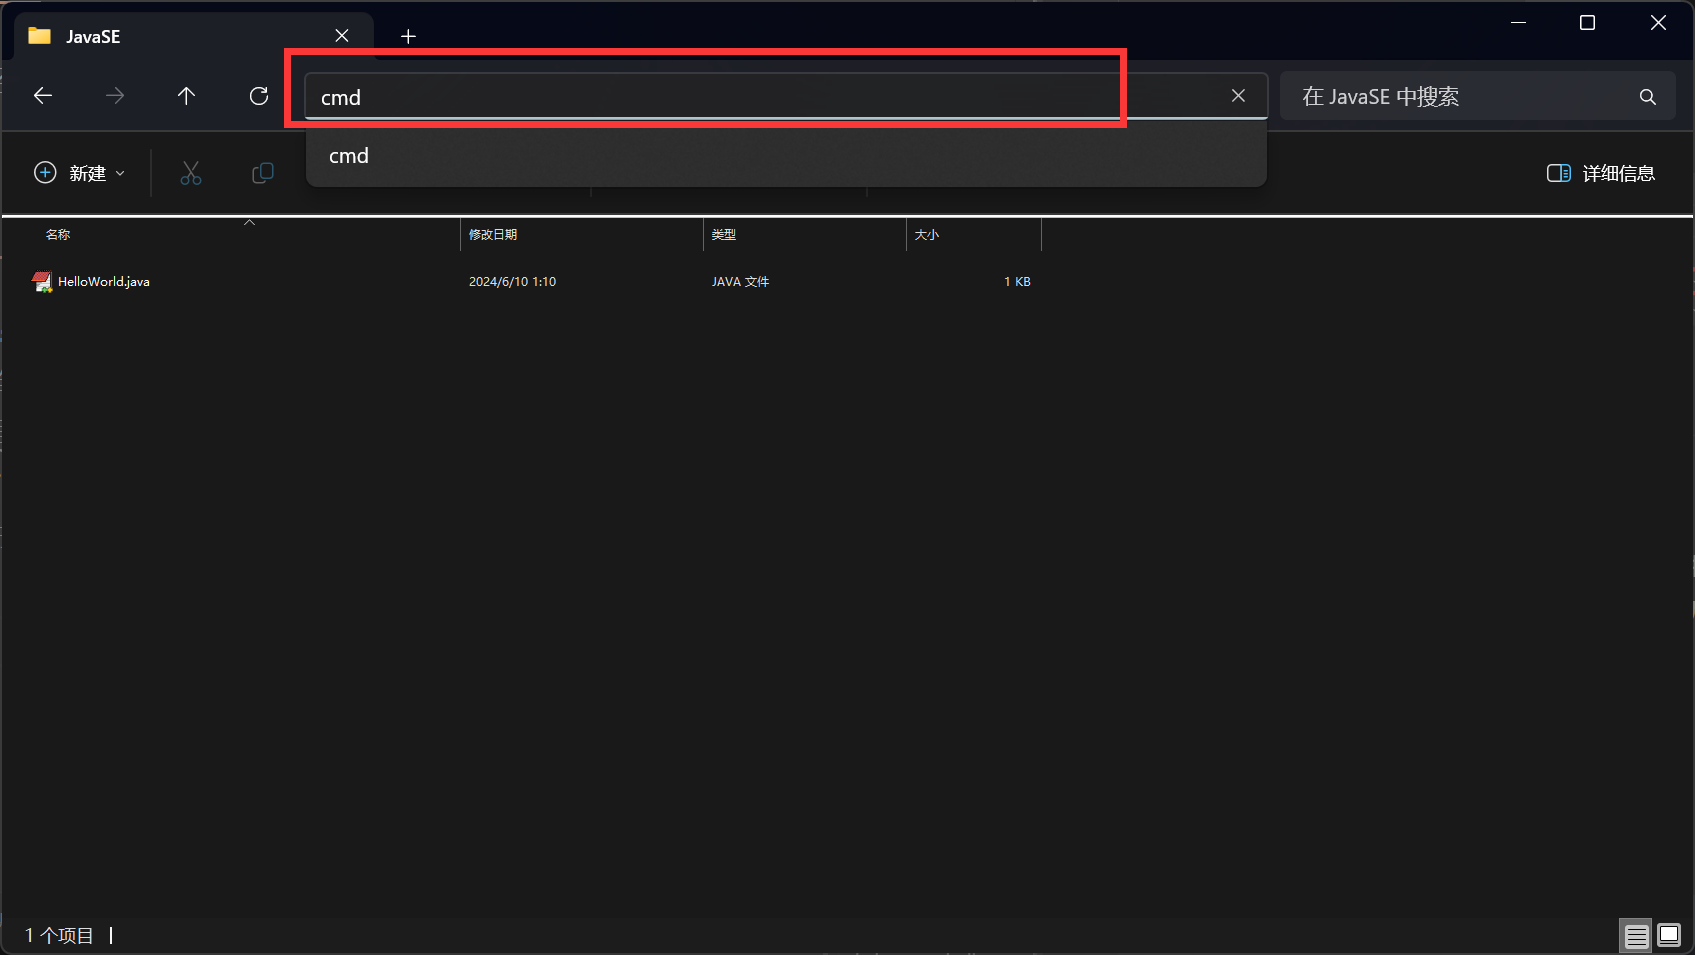 JavaSE
cmd
在 JavaSE 中搜索
cmd
新建
详细信息
名称 修改日期 类型 大小
HelloWorld.java 2024/6/10 1:10 JAVA 文件 1 KB
1 个项目